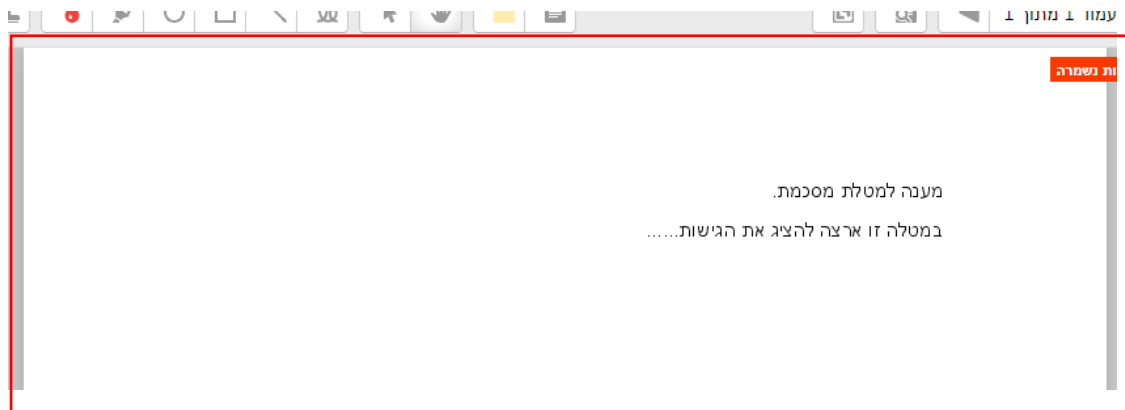 עמוד 1 מתוך 1
ות נשמרה
מענה למטלת מסכמת.
במטלה זו ארצה להציג את הגישות......